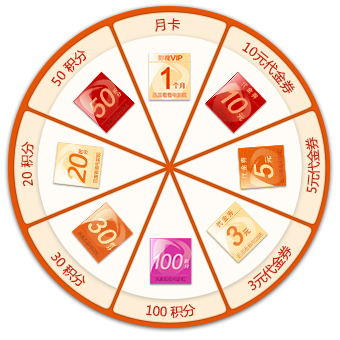 月卡
10元代金券
5元代金券
3元代金券
100 积分
30 积分
20 积分
50 积分
影视VIP
1个月
10元
代金券
5元
代金券
3元
100积分
30积分
20积分
50积分